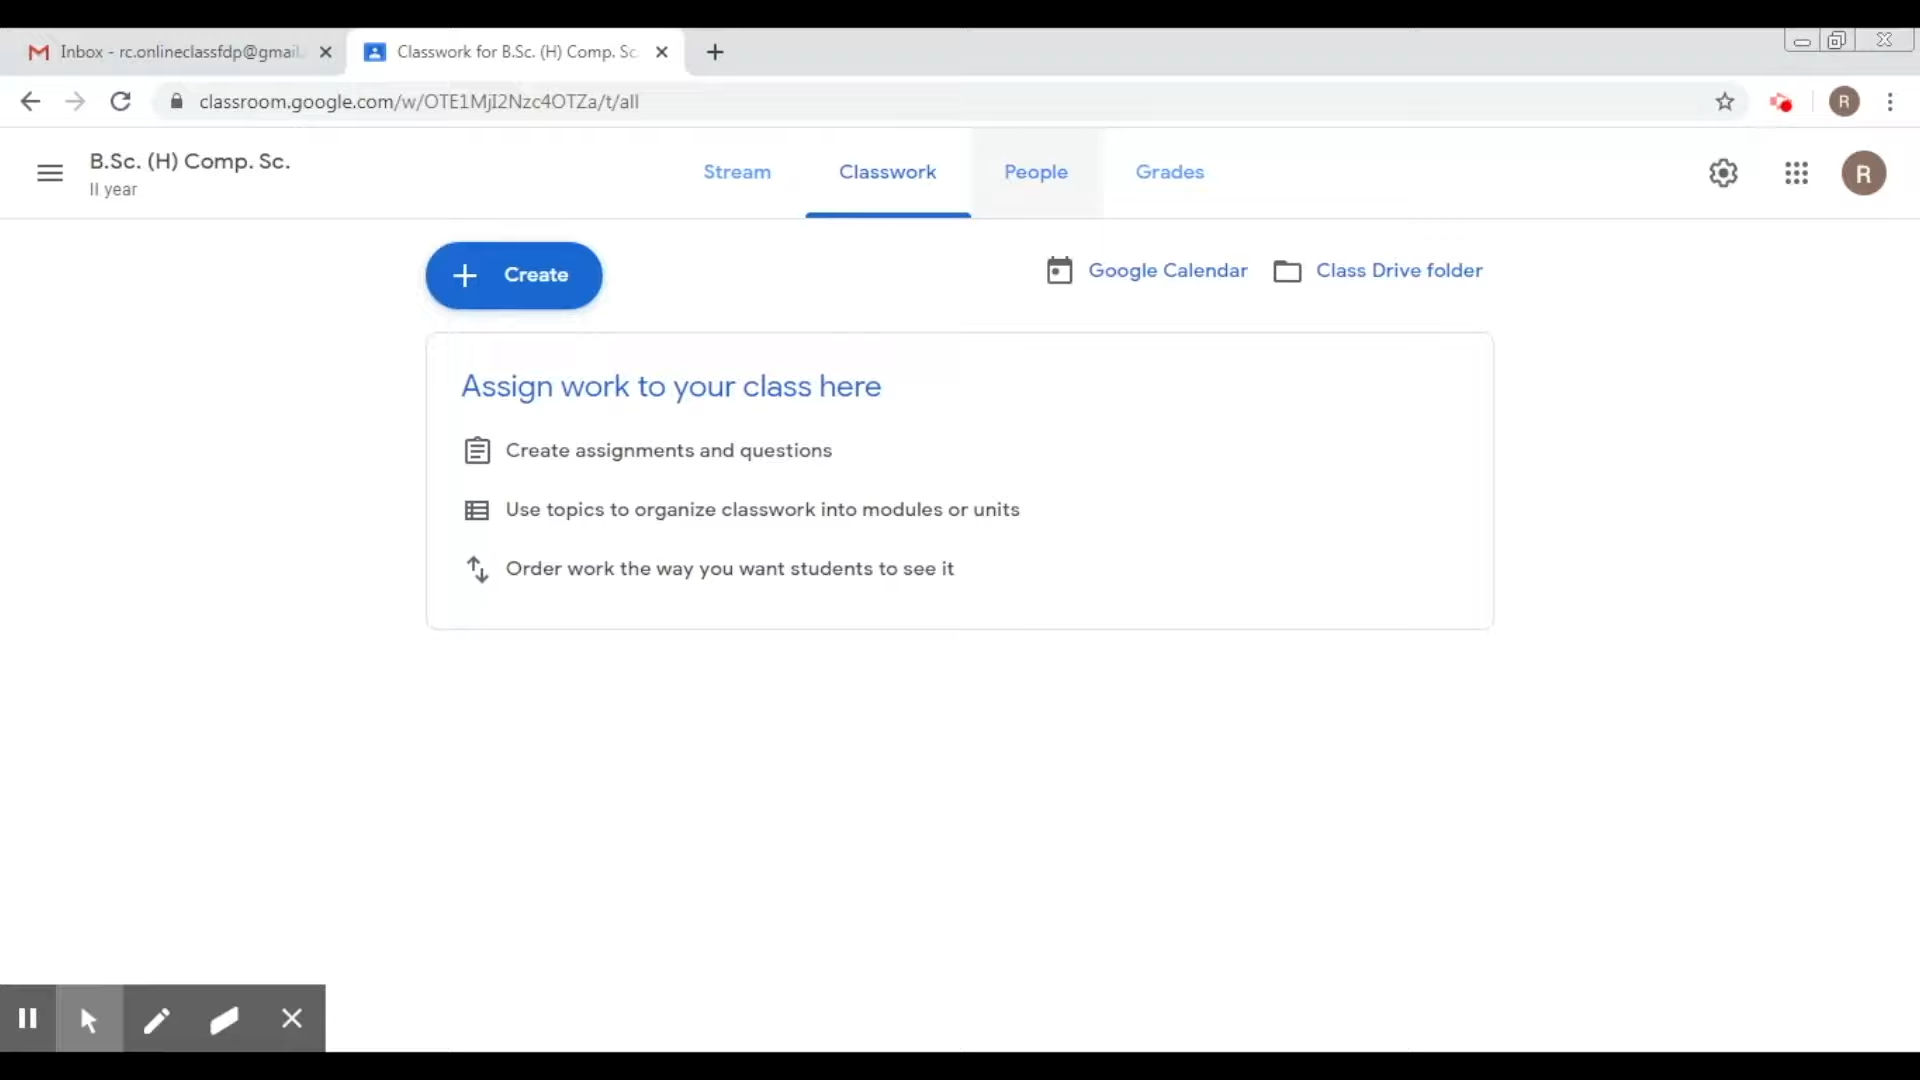 Inbox - rc.onlineclassfdp@gmail.
Classwork for B.Sc. (H) Comp. Sc.
classroom.google.com/w/OTE1MjI2Nzc4OTZa/t/all
R
B.Sc. (H) Comp. Sc.
II year
Stream
Classwork
People
Grades
R
Create
Google Calendar
Class Drive folder
Assign work to your class here
Create assignments and questions
Use topics to organize classwork into modules or units
Order work the way you want students to see it